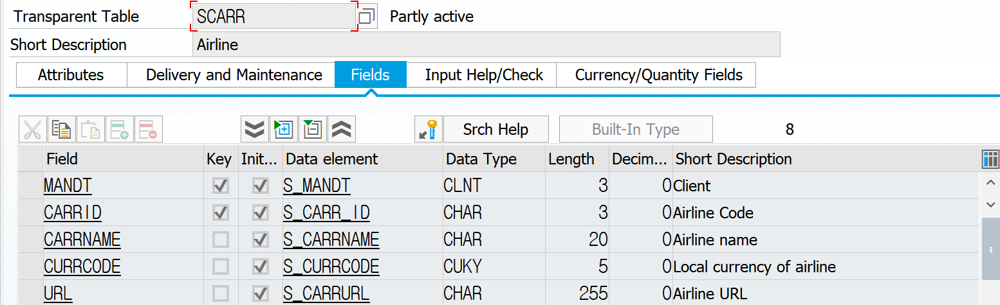 Transparent Table SCARR Partly active
Short Description Airline
Attributes Delivery and Maintenance Fields Input Help/Check Currency/Quantity Fields
Srch Help Built-In Type 8
Field Key Init... Data element Data Type Length Decim... Short Description
MANDT S_MANDT CLNT 3 0 Client
CARRID S_CARR_ID CHAR 3 0 Airline Code
CARRNAME S_CARRNAME CHAR 20 0 Airline name
CURRCODE S_CURRCODE CUKY 5 0 Local currency of airline
URL S_CARRURL CHAR 255 0 Airline URL